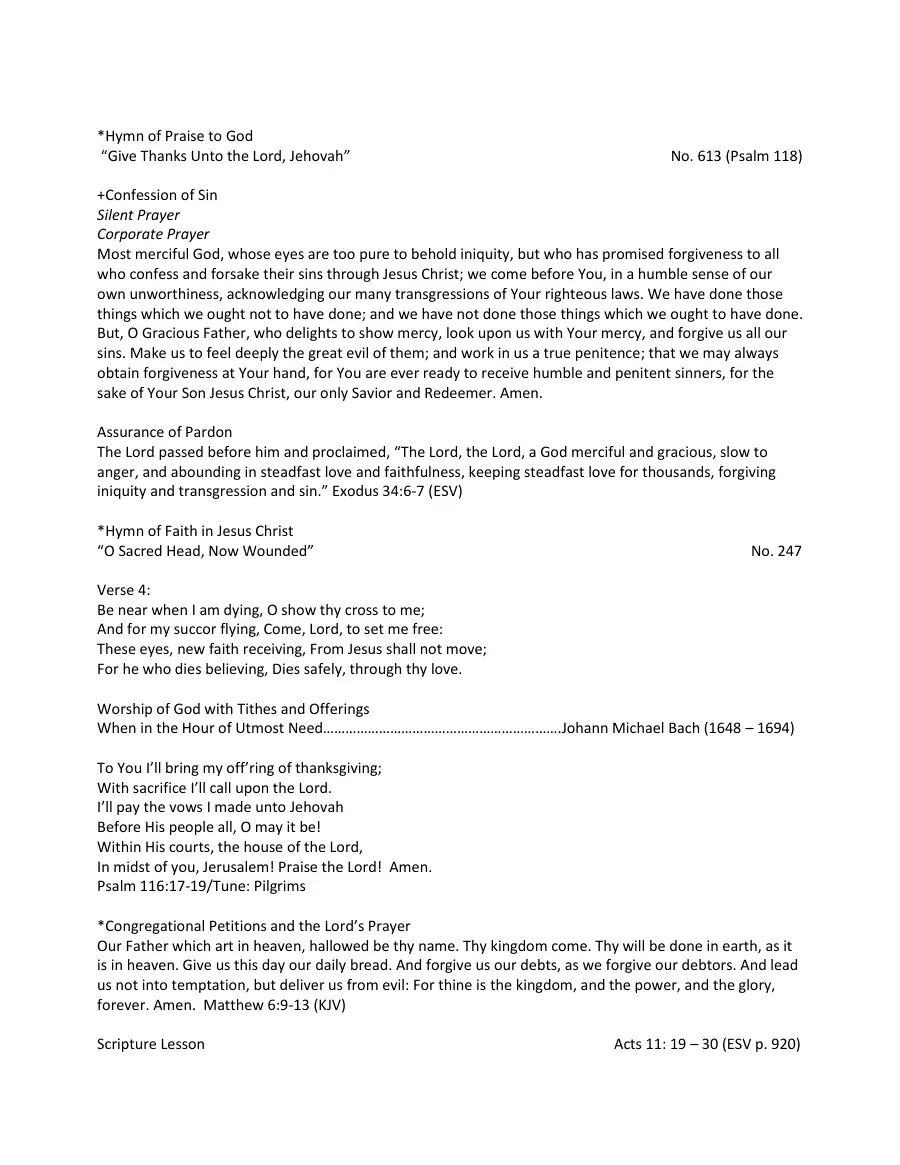 *Hymn of Praise to God
“Give Thanks Unto the Lord, Jehovah” No. 613 (Psalm 118)
+Confession of Sin
Silent Prayer
Corporate Prayer
Most merciful God, whose eyes are too pure to behold iniquity, but who has promised forgiveness to all
who confess and forsake their sins through Jesus Christ; we come before You, in a humble sense of our
own unworthiness, acknowledging our many transgressions of Your righteous laws. We have done those
things which we ought not to have done; and we have not done those things which we ought to have done.
But, O Gracious Father, who delights to show mercy, look upon us with Your mercy, and forgive us all our
sins. Make us to feel deeply the great evil of them; and work in us a true penitence; that we may always
obtain forgiveness at Your hand, for You are ever ready to receive humble and penitent sinners, for the
sake of Your Son Jesus Christ, our only Savior and Redeemer. Amen.
Assurance of Pardon
The Lord passed before him and proclaimed, “The Lord, the Lord, a God merciful and gracious, slow to
anger, and abounding in steadfast love and faithfulness, keeping steadfast love for thousands, forgiving
iniquity and transgression and sin.” Exodus 34:6-7 (ESV)
*Hymn of Faith in Jesus Christ
“O Sacred Head, Now Wounded” No. 247
Verse 4:
Be near when I am dying, O show thy cross to me;
And for my succor flying, Come, Lord, to set me free:
These eyes, new faith receiving, From Jesus shall not move;
For he who dies believing, Dies safely, through thy love.
Worship of God with Tithes and Offerings
When in the Hour of Utmost Need……………………………………………………….Johann Michael Bach (1648 – 1694)
To You I’ll bring my off’ring of thanksgiving;
With sacrifice I’ll call upon the Lord.
I’ll pay the vows I made unto Jehovah
Before His people all, O may it be!
Within His courts, the house of the Lord,
In midst of you, Jerusalem! Praise the Lord!  Amen.
Psalm 116:17-19/Tune: Pilgrims
*Congregational Petitions and the Lord’s Prayer
Our Father which art in heaven, hallowed be thy name. Thy kingdom come. Thy will be done in earth, as it
is in heaven. Give us this day our daily bread. And forgive us our debts, as we forgive our debtors. And lead
us not into temptation, but deliver us from evil: For thine is the kingdom, and the power, and the glory,
forever. Amen.  Matthew 6:9-13 (KJV)
Scripture Lesson Acts 11: 19 – 30 (ESV p. 920)